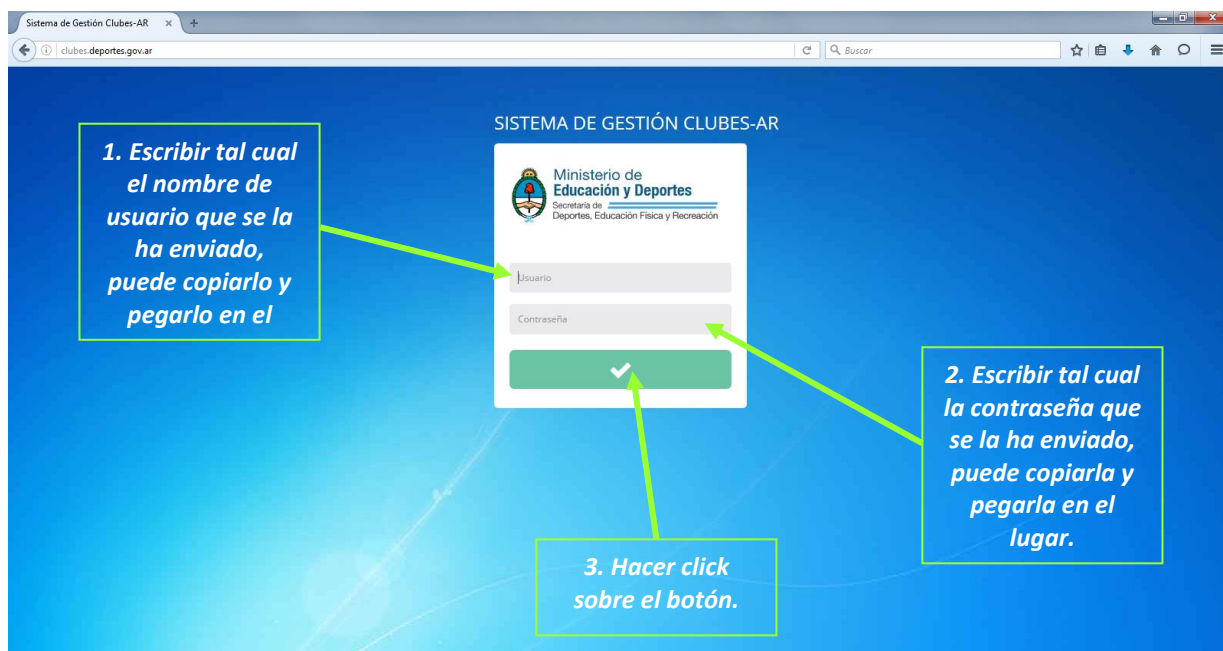 Sistema de Gestión Clubes-AR
clubes.deportes.gov.ar
Buscar
SISTEMA DE GESTIÓN CLUBES-AR
Ministerio de
Educación y Deportes
Secretaría de
Deportes, Educación Física y Recreación
Usuario
Contraseña
1. Escribir tal cual
el nombre de
usuario que se la
ha enviado,
puede copiarlo y
pegarlo en el
2. Escribir tal cual
la contraseña que
se la ha enviado,
puede copiarla y
pegarla en el
lugar.
3. Hacer click
sobre el botón.